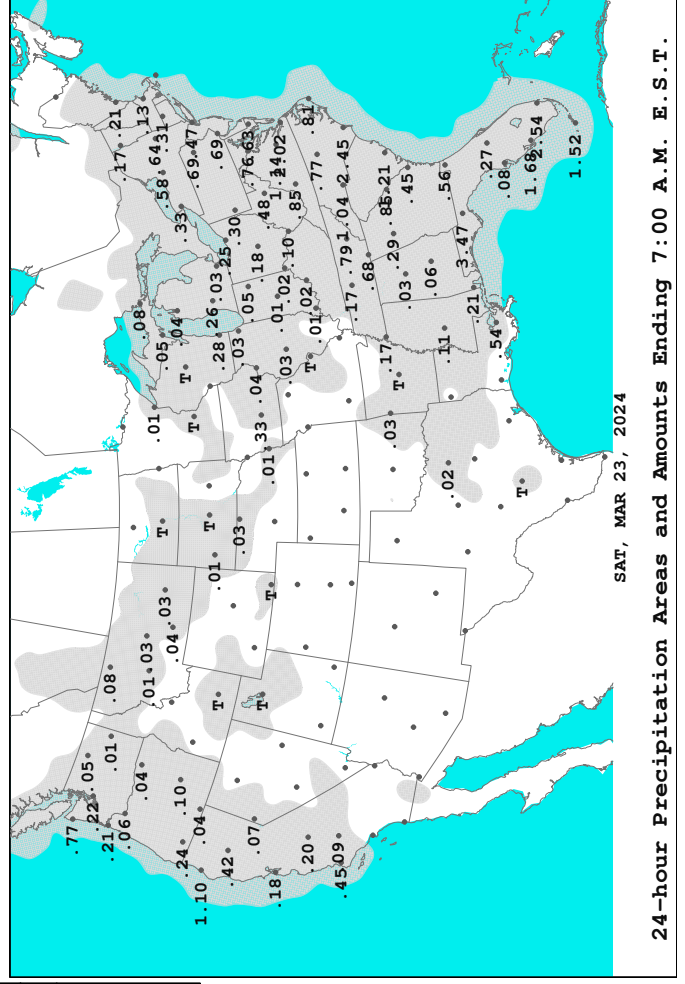 .77
.05
.22
.21 .01 .08
.21
.17
.06
.04 .08
.01 .03 .13
.01
.64
T .05 .58 .31
.03
.04
.04
.24 .10 .33
T
T .69 .47
1.10 .04
T .26
.01 .03
T .28 .69
.42 .25
.30
.03 .03
.05 .76 .63
.07 .04 .18
T .33 .48
.01
T
.18 .01
.02
.03 .10
.85
.02
.20 .81
T .01 .77
.45 .09 .79 1.04 2.45
.17
.68
.17 .85 .21
.03 .29
T .03 .45
.06
.11 .56
.02 3.47
.21
.27
.54 .08
T
1.68 2.54
1.52
SAT, MAR 23, 2024
24-hour Precipitation Areas and Amounts Ending 7:00 A.M. E.S.T.